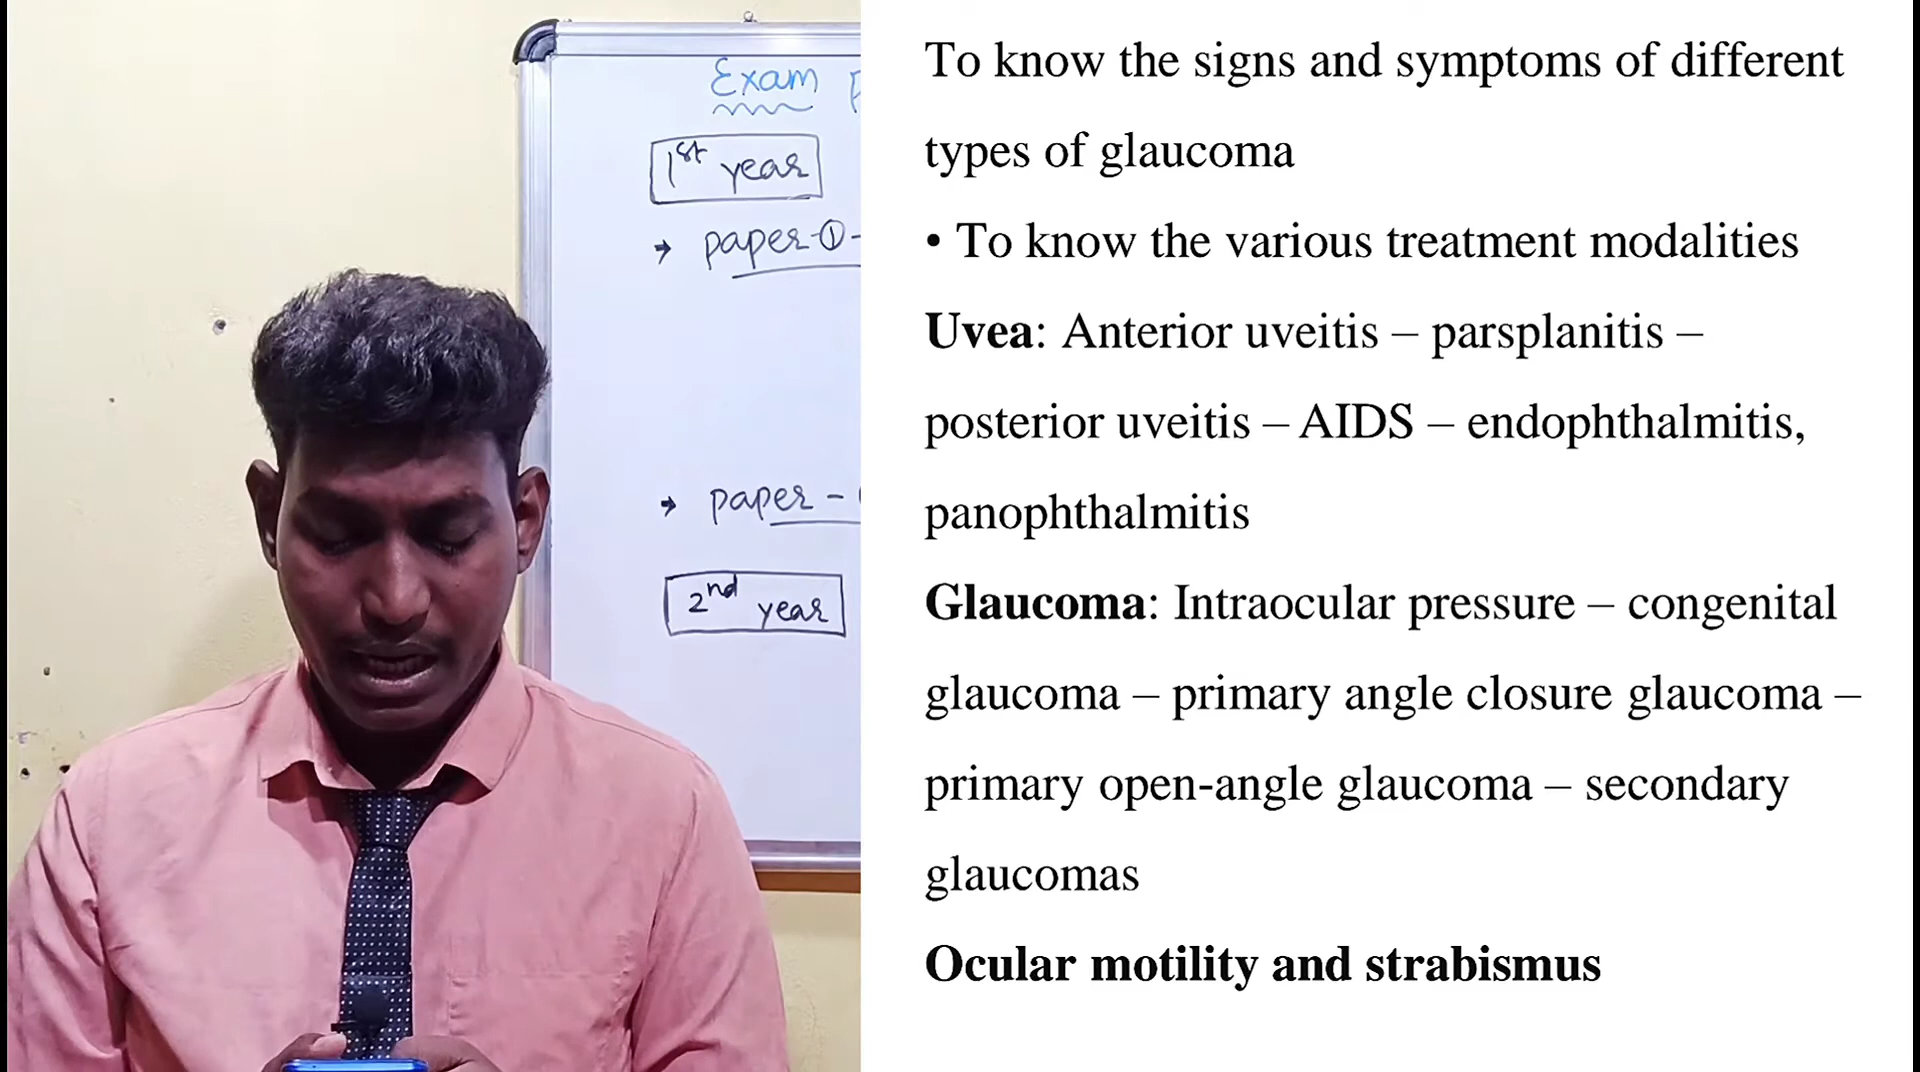 Exam
1st year
→ paper-①-
→ paper -
2nd year
To know the signs and symptoms of different
types of glaucoma
• To know the various treatment modalities
Uvea: Anterior uveitis – parsplanitis –
posterior uveitis – AIDS – endophthalmitis,
panophthalmitis
Glaucoma: Intraocular pressure – congenital
glaucoma – primary angle closure glaucoma –
primary open-angle glaucoma – secondary
glaucomas
Ocular motility and strabismus